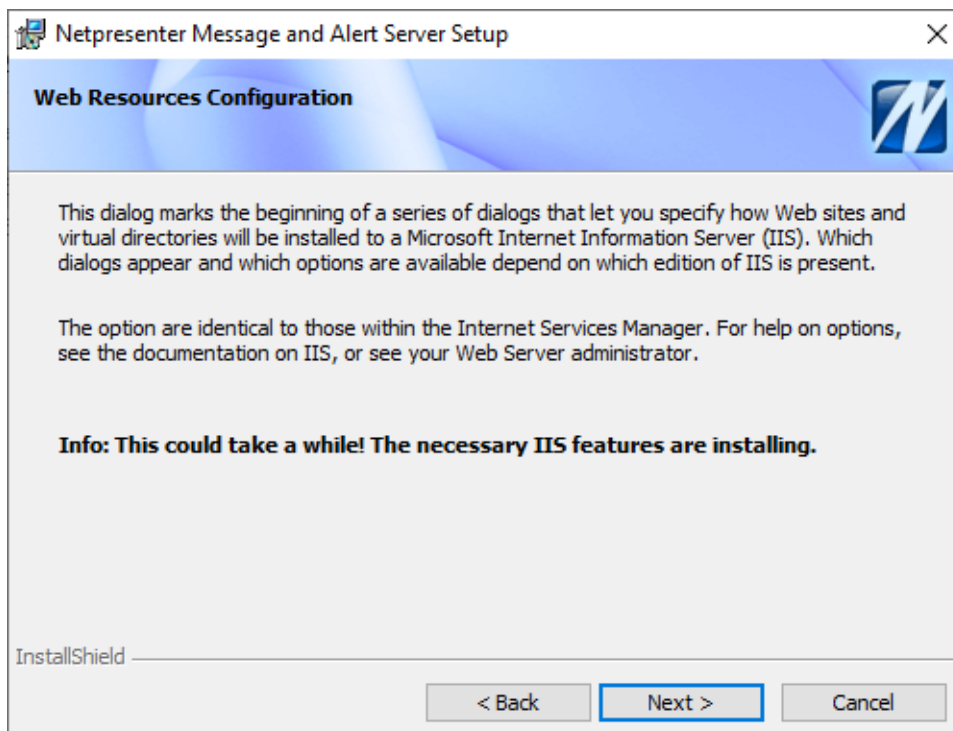 Netpresenter Message and Alert Server Setup
Web Resources Configuration
This dialog marks the beginning of a series of dialogs that let you specify how Web sites and
virtual directories will be installed to a Microsoft Internet Information Server (IIS). Which
dialogs appear and which options are available depend on which edition of IIS is present.
The option are identical to those within the Internet Services Manager. For help on options,
see the documentation on IIS, or see your Web Server administrator.
Info: This could take a while! The necessary IIS features are installing.
InstallShield
< Back Next > Cancel